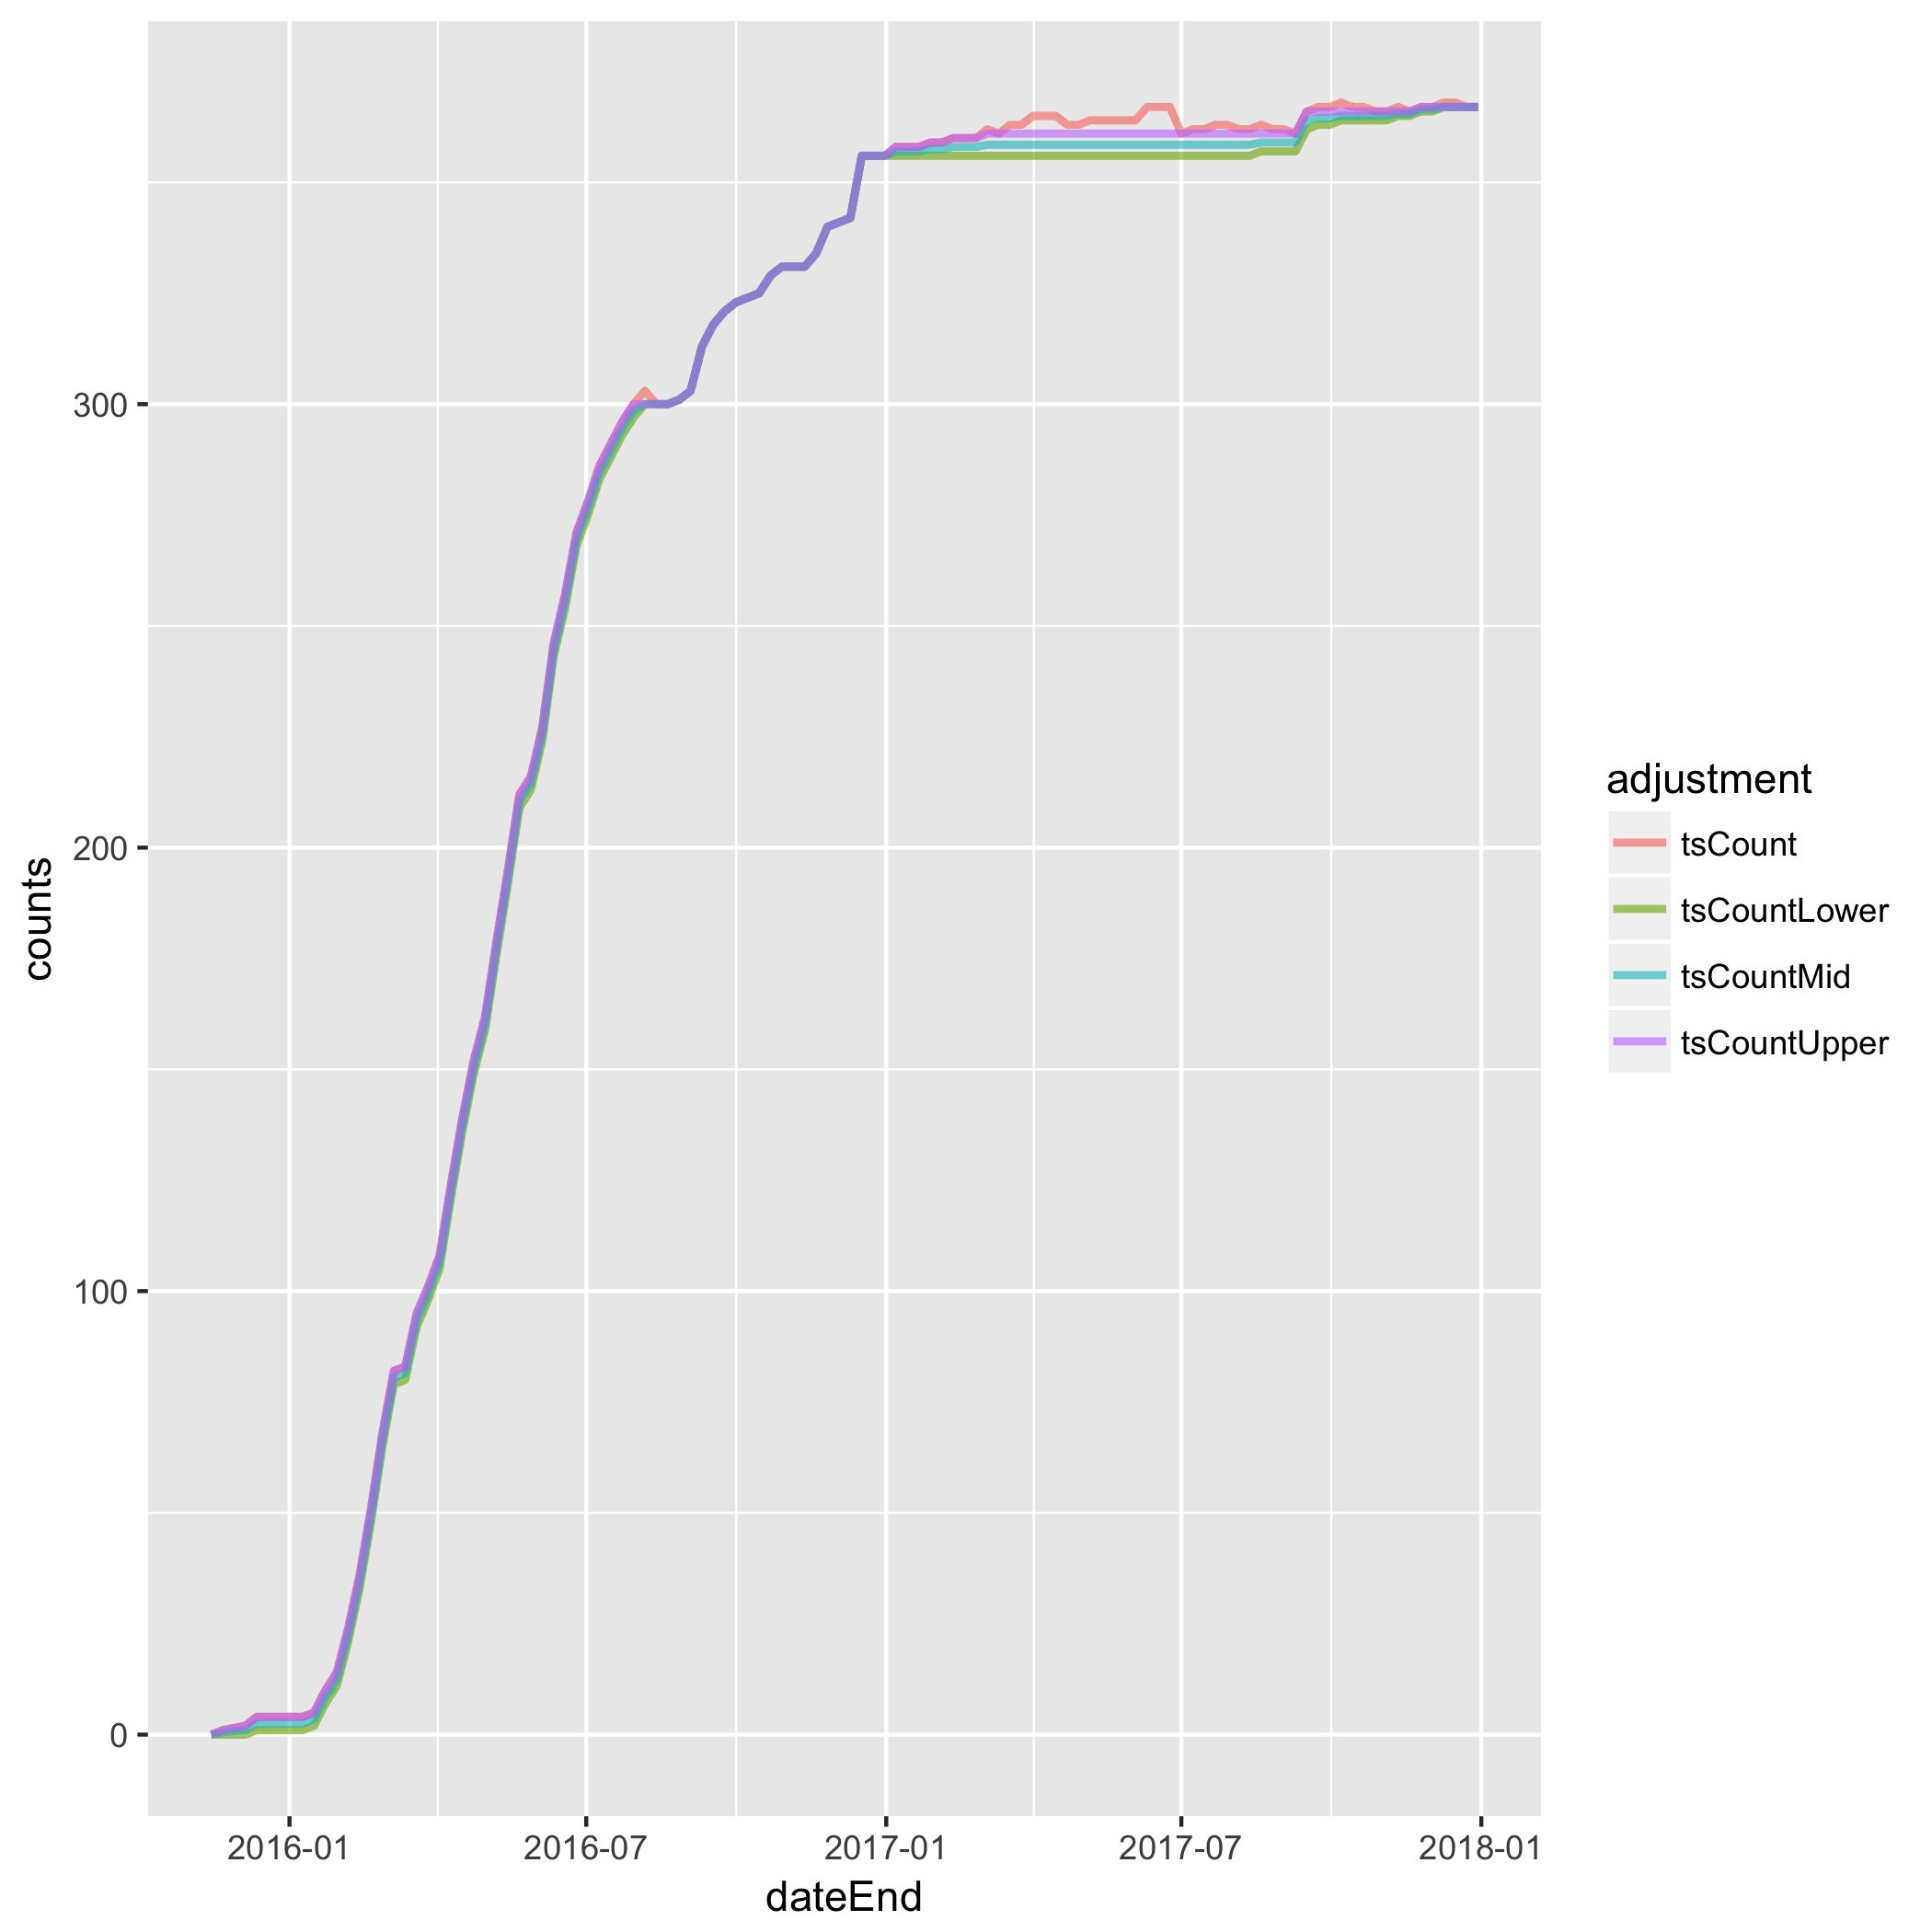 counts
300
200
100
0
2016-01
2016-07
2017-01
2017-07
2018-01
dateEnd
adjustment
tsCount
tsCountLower
tsCountMid
tsCountUpper